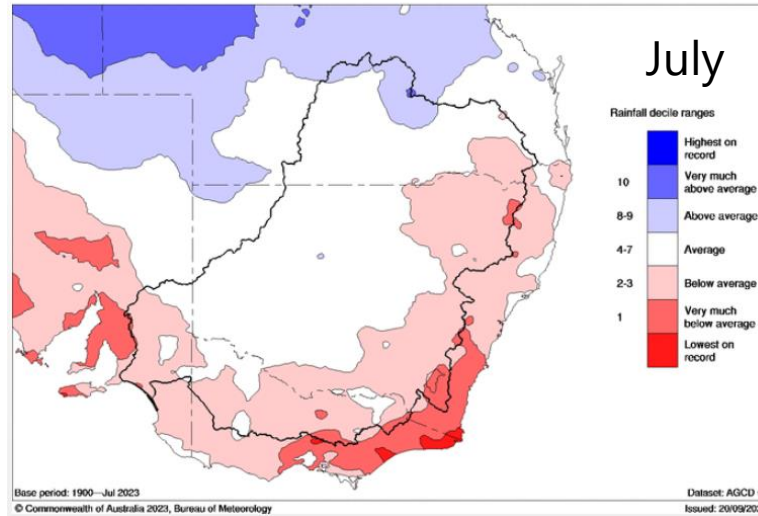 July
Rainfall decile ranges
Highest on
record
10
Very much
above average
8-9
Above average
4-7
Average
2-3
Below average
1
Very much
below average
Lowest on
record
Base period: 1900—Jul 2023
Dataset: AGCD
© Commonwealth of Australia 2023, Bureau of Meteorology
Issued: 20/09/20